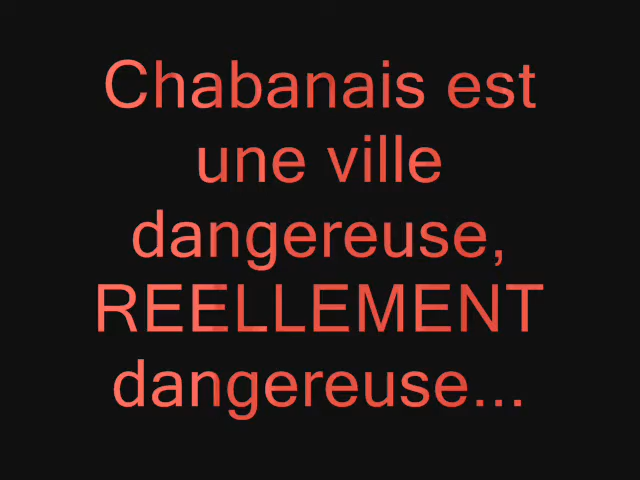 Chabanais est
une ville
dangereuse,
REELLEMENT
dangereuse...